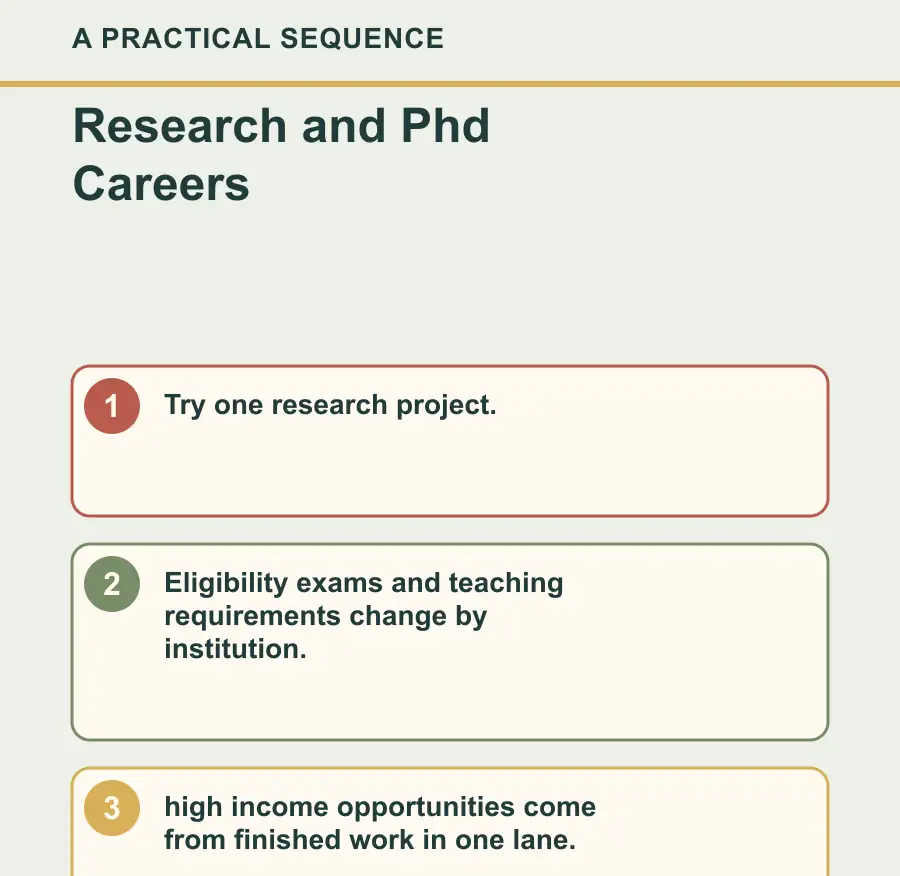 A PRACTICAL SEQUENCE
Research and Phd
Careers
1
Try one research project.
2
Eligibility exams and teaching
requirements change by
institution.
3
high income opportunities come
from finished work in one lane.